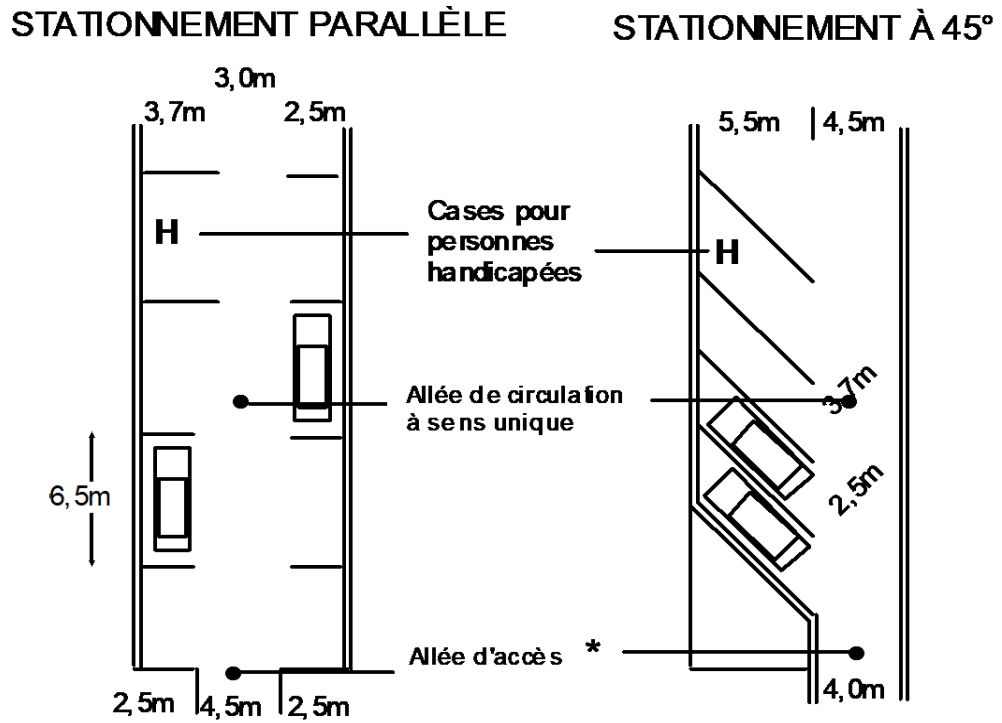 STATIONNEMENT PARALLÈLE
STATIONNEMENT À 45°
3,0m
3,7m
2,5m
5,5m
4,5m
H
Cases pour
personnes
handicapées
H
Allée de circulation
à sens unique
3,7m
6,5m
2,5m
Allée d'accès *
2,5m
4,5m
2,5m
4,0m